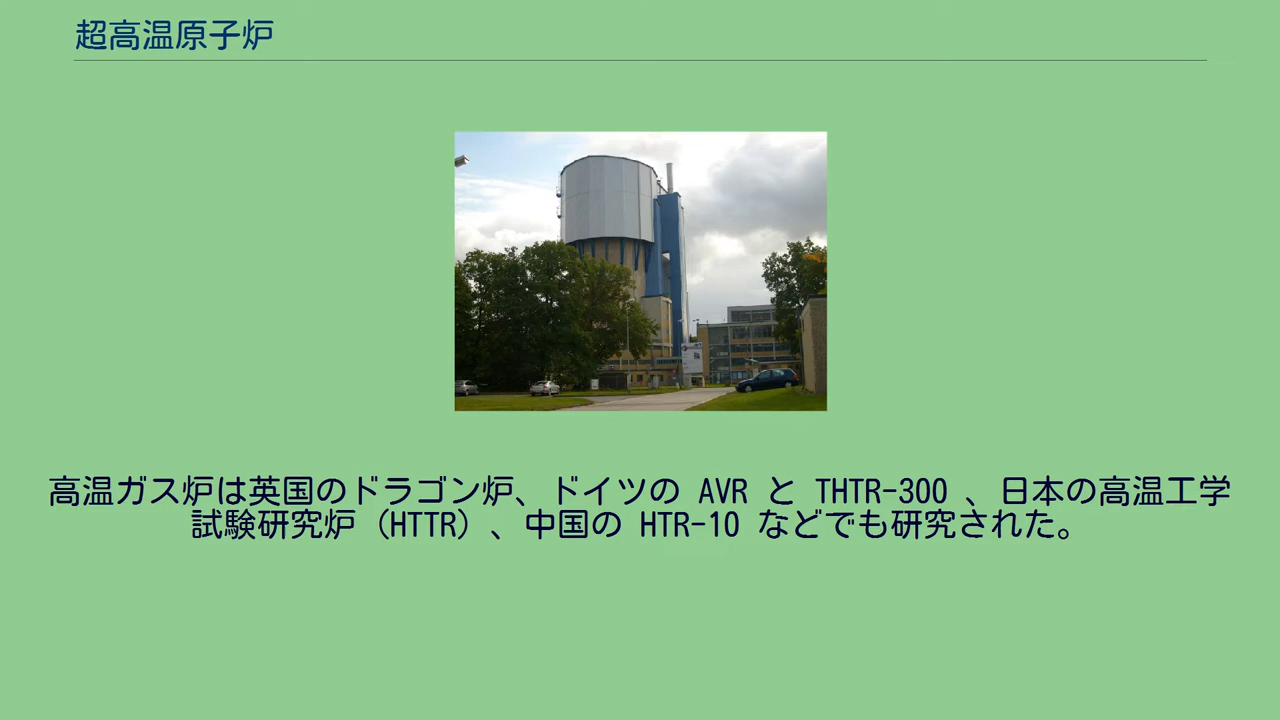 超高温原子炉
高温ガス炉は英国のドラゴン炉、ドイツの AVR と THTR-300 、日本の高温工学
試験研究炉（HTTR）、中国の HTR-10 などでも研究された。